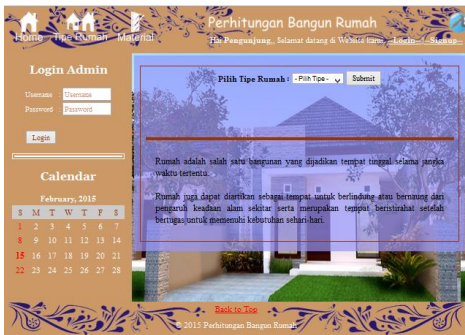 Perhitungan Bangun Rumah
Home Tipe Rumah Material
Hai Pengunjung,, Selamat datang di Website kami, --Login-- --Signup--
Login Admin
Username : Username
Password : Password
Login
Calendar
February, 2015
S M T W T F S
1 2 3 4 5 6 7
8 9 10 11 12 13 14
15 16 17 18 19 20 21
22 23 24 25 26 27 28
Pilih Tipe Rumah : - Pilih Tipe - Submit
Rumah adalah salah satu bangunan yang dijadikan tempat tinggal selama jangka
waktu tertentu.
Rumah juga dapat diartikan sebagai tempat untuk berlindung atau bernaung dari
pengaruh keadaan alam sekitar serta merupakan tempat beristirahat setelah
bertugas untuk memenuhi kebutuhan sehari-hari.
Back to Top
© 2015 Perhitungan Bangun Rumah